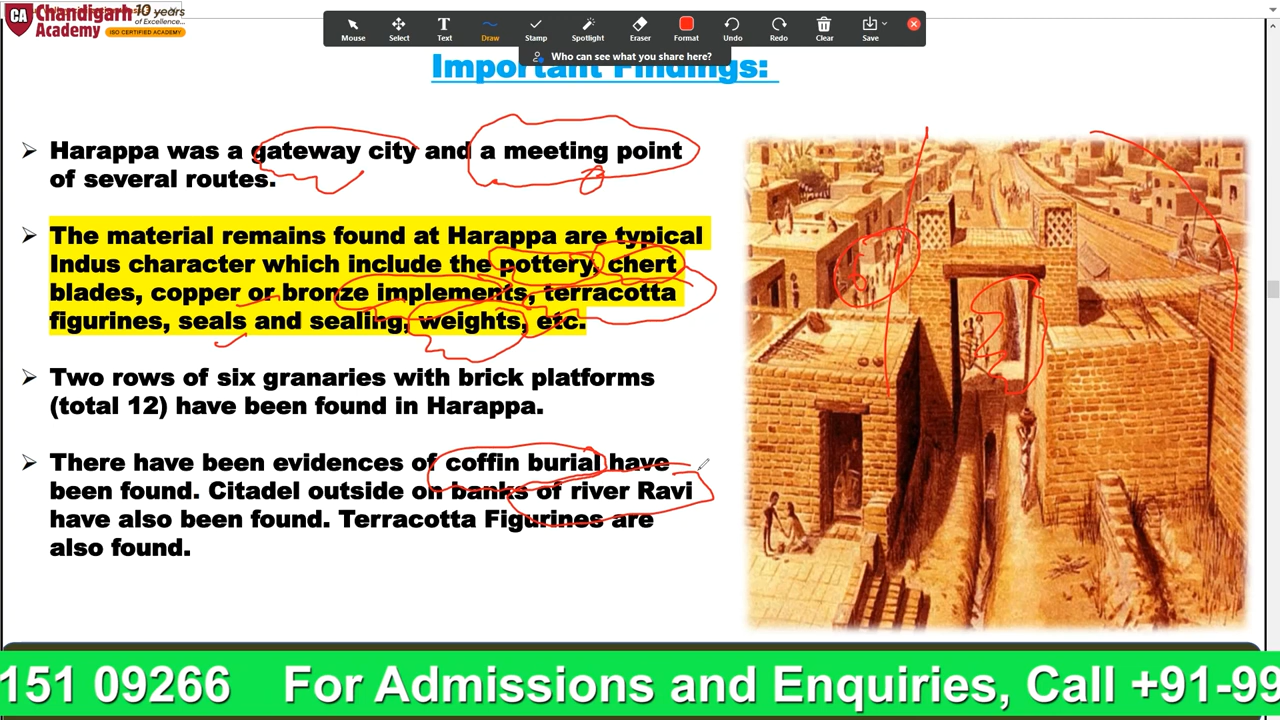 CA Chandigarh Academy
10 years
of Excellence...
ISO CERTIFIED ACADEMY
Mouse Select Text Draw Stamp Spotlight Eraser Format Undo Redo Clear Save
Who can see what you share here?
Important Findings:
Harappa was a gateway city and a meeting point
of several routes.
The material remains found at Harappa are typical
Indus character which include the pottery, chert
blades, copper or bronze implements, terracotta
figurines, seals and sealing, weights, etc.
Two rows of six granaries with brick platforms
(total 12) have been found in Harappa.
There have been evidences of coffin burial have
been found. Citadel outside on banks of river Ravi
have also been found. Terracotta Figurines are
also found.
151 09266 For Admissions and Enquiries, Call +91-99